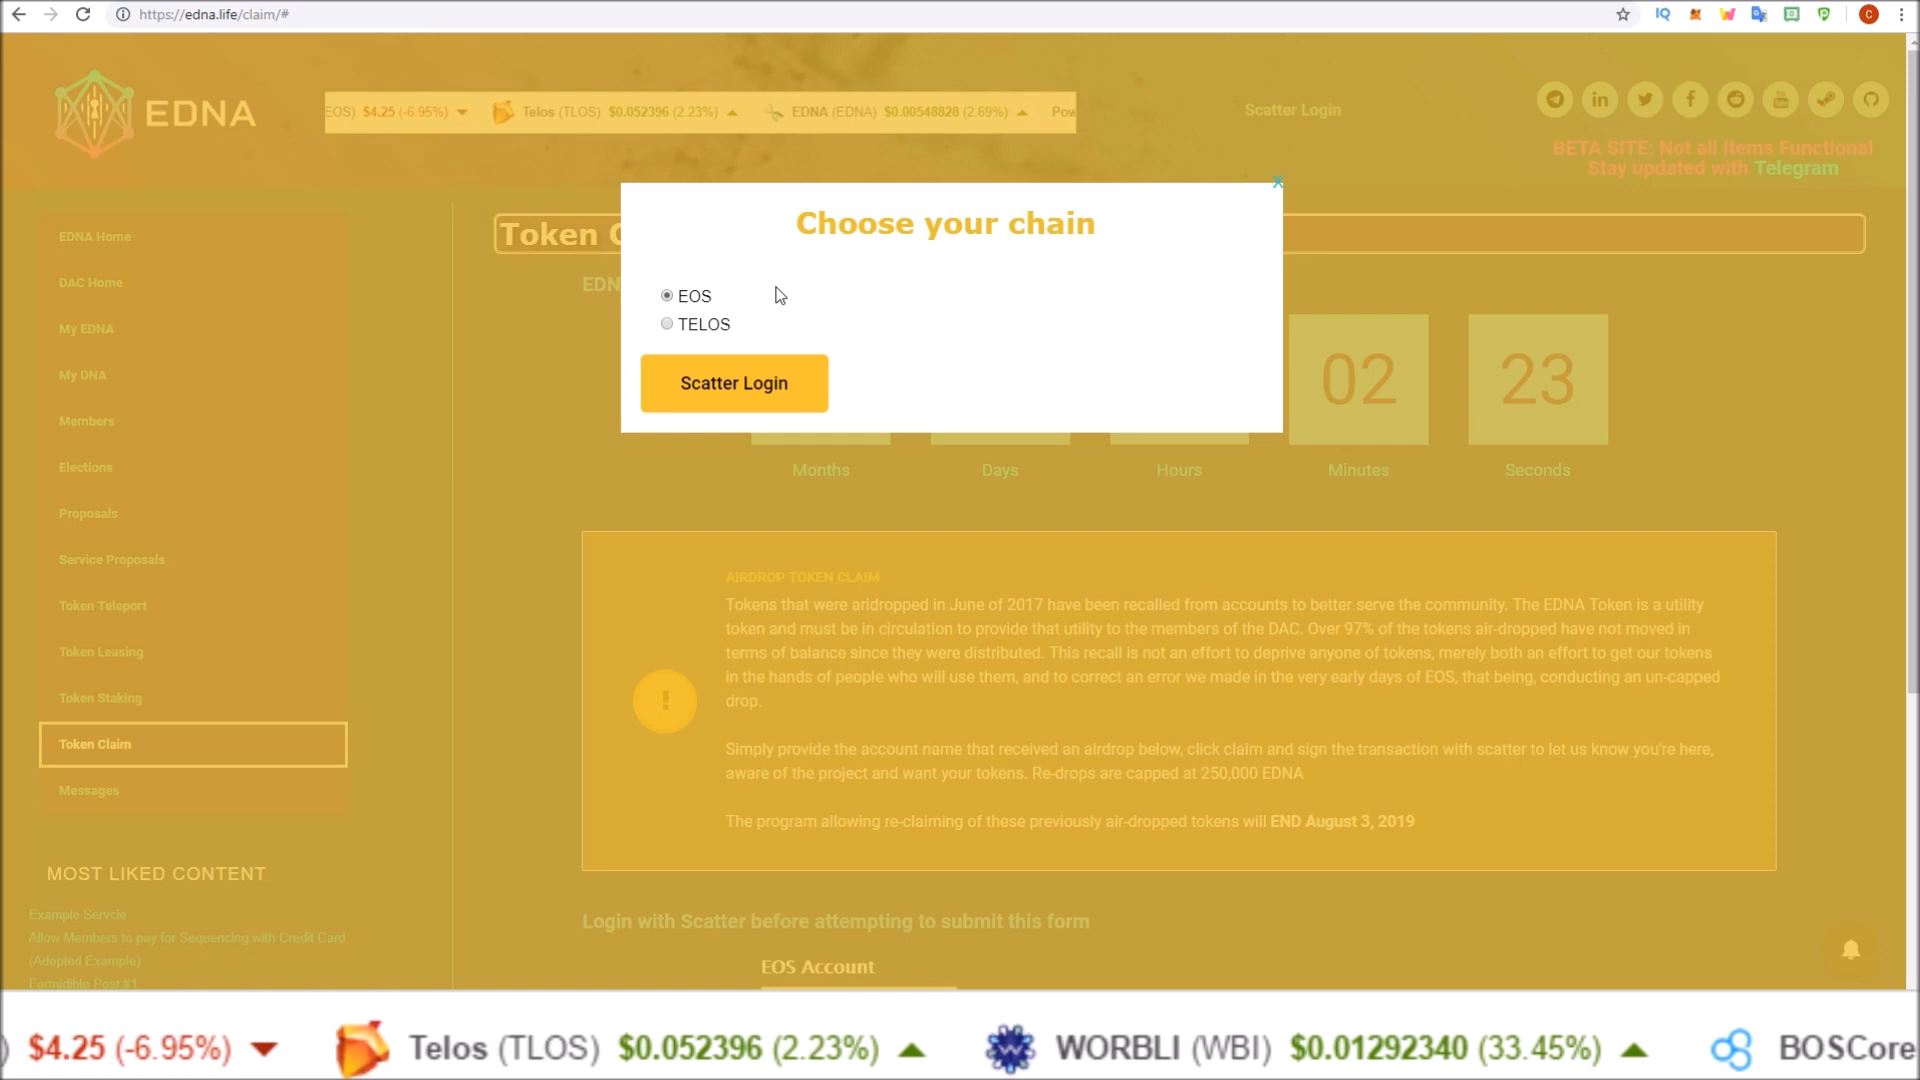 https://edna.life/claim/#
EDNA
EOS) $4.25 (-6.95%) Telos (TLOS) $0.052396 (2.23%) EDNA (EDNA) $0.00548828 (2.69%) Pow
Scatter Login
BETA SITE: Not all Items Functional
Stay updated with Telegram
Choose your chain
X
EOS
TELOS
Scatter Login
EDNA Home
DAC Home
My EDNA
My DNA
Members
Elections
Proposals
Service Proposals
Token Teleport
Token Leasing
Token Staking
Token Claim
Messages
MOST LIKED CONTENT
Example Servcie
Allow Members to pay for Sequencing with Credit Card
(Adopted Example)
Formidible Post #1
Token C
EDN
02 23
Months Days Hours Minutes Seconds
AIRDROP TOKEN CLAIM
Tokens that were aridropped in June of 2017 have been recalled from accounts to better serve the community. The EDNA Token is a utility
token and must be in circulation to provide that utility to the members of the DAC. Over 97% of the tokens air-dropped have not moved in
terms of balance since they were distributed. This recall is not an effort to deprive anyone of tokens, merely both an effort to get our tokens
in the hands of people who will use them, and to correct an error we made in the very early days of EOS, that being, conducting an un-capped
drop.
Simply provide the account name that received an airdrop below, click claim and sign the transaction with scatter to let us know you're here,
aware of the project and want your tokens. Re-drops are capped at 250,000 EDNA
The program allowing re-claiming of these previously air-dropped tokens will END August 3, 2019
Login with Scatter before attempting to submit this form
EOS Account
) $4.25 (-6.95%) Telos (TLOS) $0.052396 (2.23%) WORBLI (WBI) $0.01292340 (33.45%) BOSCore